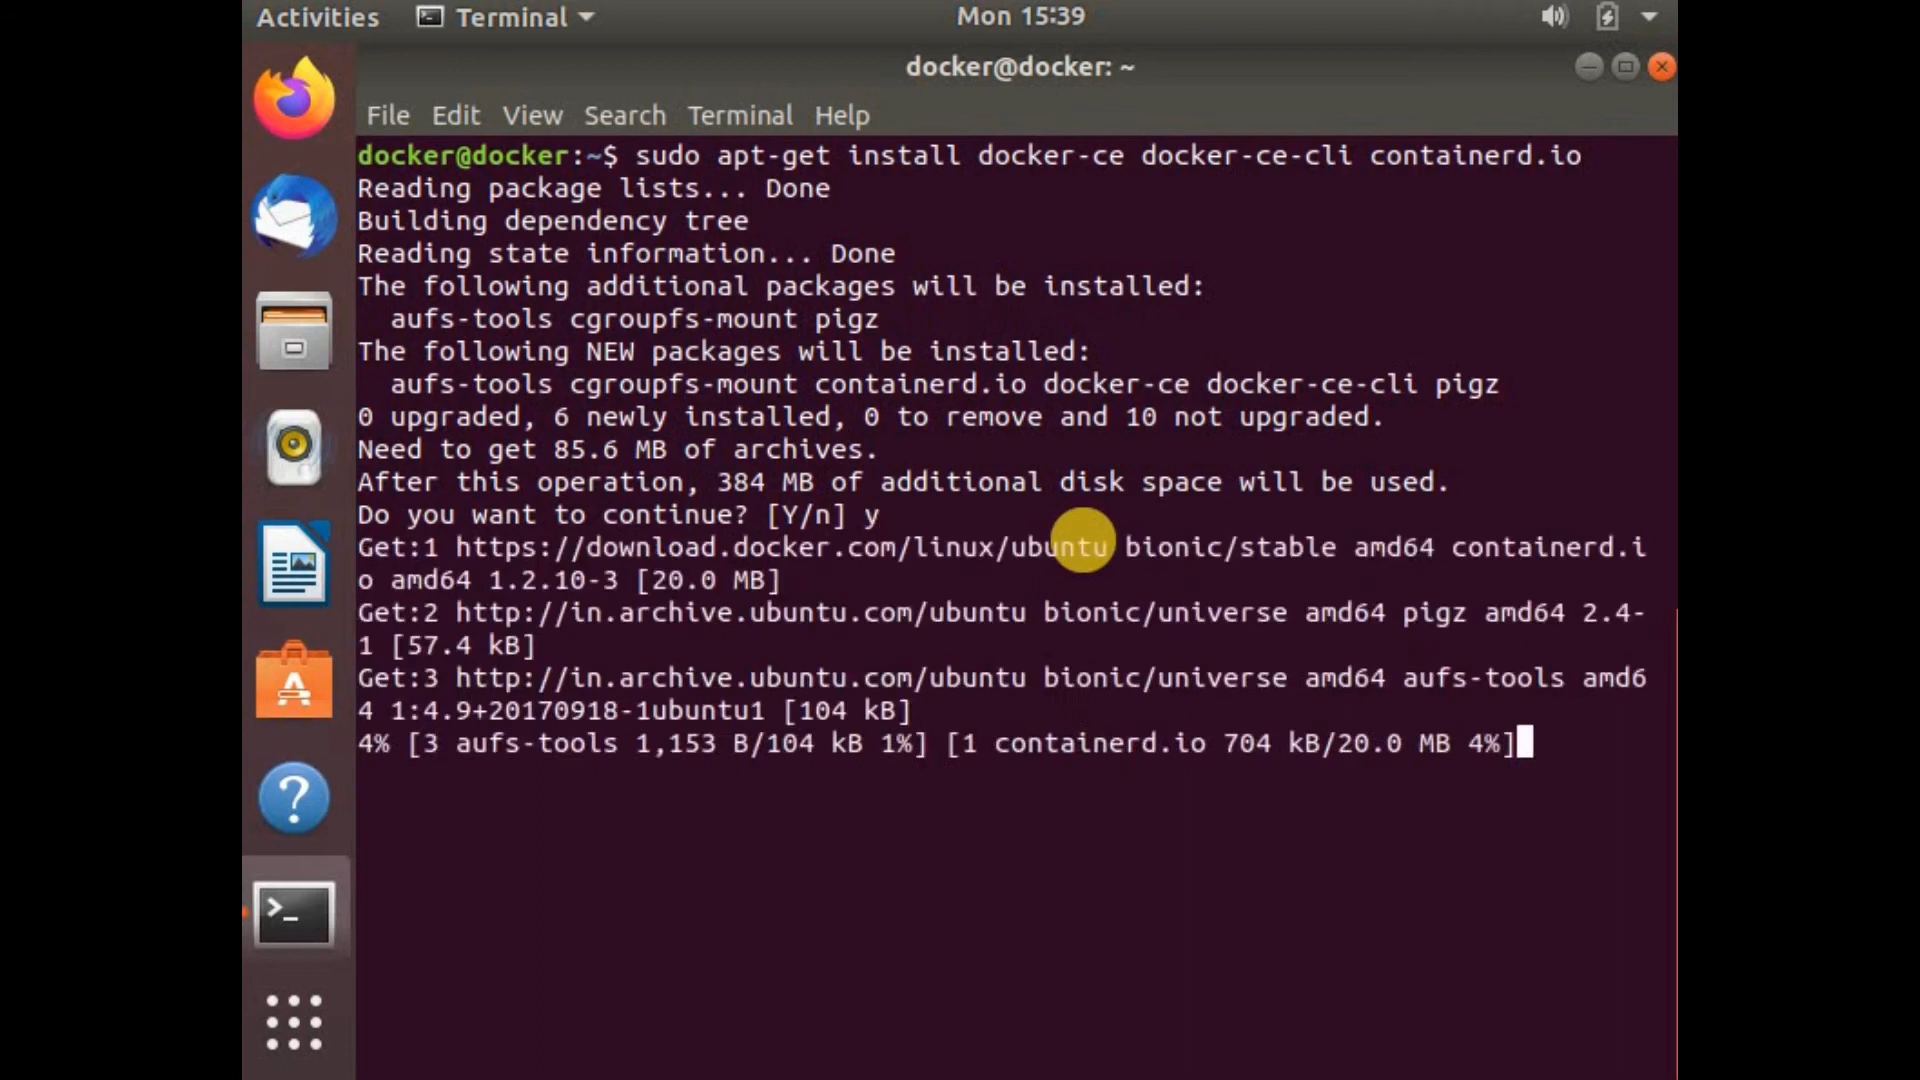 Activities Terminal Mon 15:39
docker@docker: ~
File Edit View Search Terminal Help
docker@docker:~$ sudo apt-get install docker-ce docker-ce-cli containerd.io
Reading package lists... Done
Building dependency tree
Reading state information... Done
The following additional packages will be installed:
  aufs-tools cgroupfs-mount pigz
The following NEW packages will be installed:
  aufs-tools cgroupfs-mount containerd.io docker-ce docker-ce-cli pigz
0 upgraded, 6 newly installed, 0 to remove and 10 not upgraded.
Need to get 85.6 MB of archives.
After this operation, 384 MB of additional disk space will be used.
Do you want to continue? [Y/n] y
Get:1 https://download.docker.com/linux/ubuntu bionic/stable amd64 containerd.i
o amd64 1.2.10-3 [20.0 MB]
Get:2 http://in.archive.ubuntu.com/ubuntu bionic/universe amd64 pigz amd64 2.4-
1 [57.4 kB]
Get:3 http://in.archive.ubuntu.com/ubuntu bionic/universe amd64 aufs-tools amd6
4 1:4.9+20170918-1ubuntu1 [104 kB]
4% [3 aufs-tools 1,153 B/104 kB 1%] [1 containerd.io 704 kB/20.0 MB 4%]